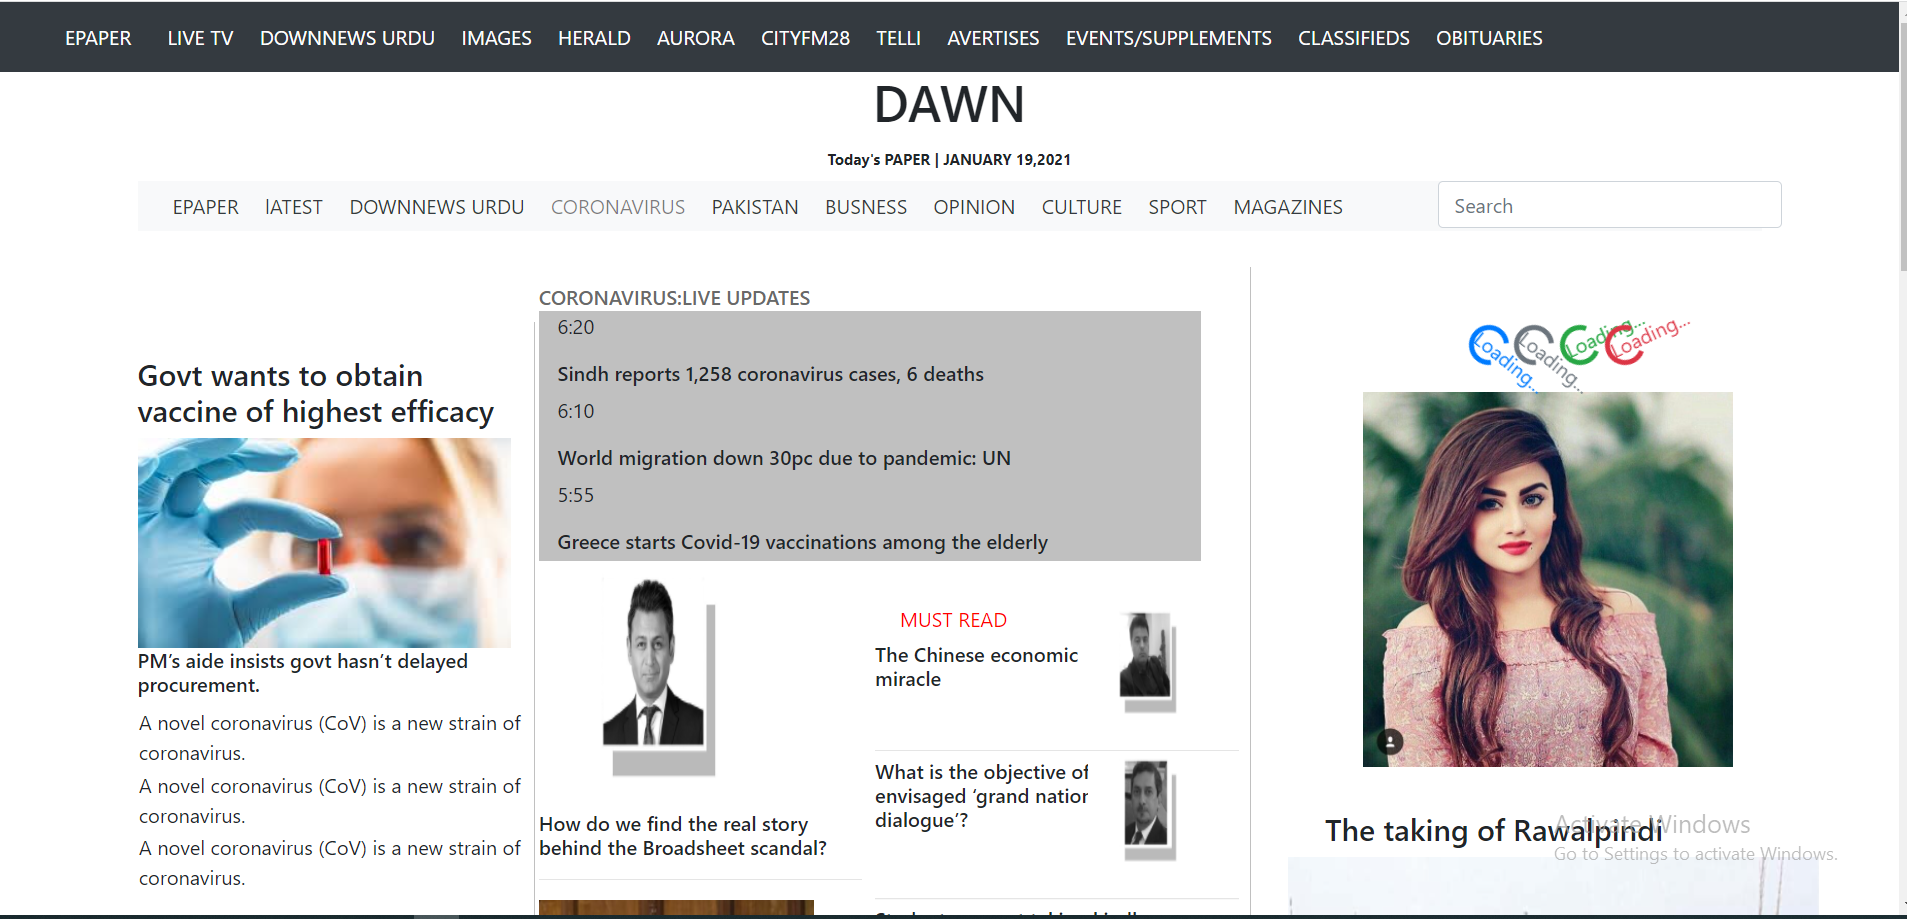 EPAPER LIVE TV DOWNNEWS URDU IMAGES HERALD AURORA CITYFM28 TELLI AVERTISES EVENTS/SUPPLEMENTS CLASSIFIEDS OBITUARIES
DAWN
Today's PAPER | JANUARY 19,2021
EPAPER lATEST DOWNNEWS URDU CORONAVIRUS PAKISTAN BUSNESS OPINION CULTURE SPORT MAGAZINES Search
Govt wants to obtain
vaccine of highest efficacy
PM’s aide insists govt hasn’t delayed
procurement.
A novel coronavirus (CoV) is a new strain of
coronavirus.
A novel coronavirus (CoV) is a new strain of
coronavirus.
A novel coronavirus (CoV) is a new strain of
coronavirus.
CORONAVIRUS:LIVE UPDATES
6:20
Sindh reports 1,258 coronavirus cases, 6 deaths
6:10
World migration down 30pc due to pandemic: UN
5:55
Greece starts Covid-19 vaccinations among the elderly
How do we find the real story
behind the Broadsheet scandal?
MUST READ
The Chinese economic
miracle
What is the objective of
envisaged ‘grand nation
dialogue’?
Loading...
Loading...
Loading...
Loading...
The taking of Rawalpindi
Activate Windows
Go to Settings to activate Windows.